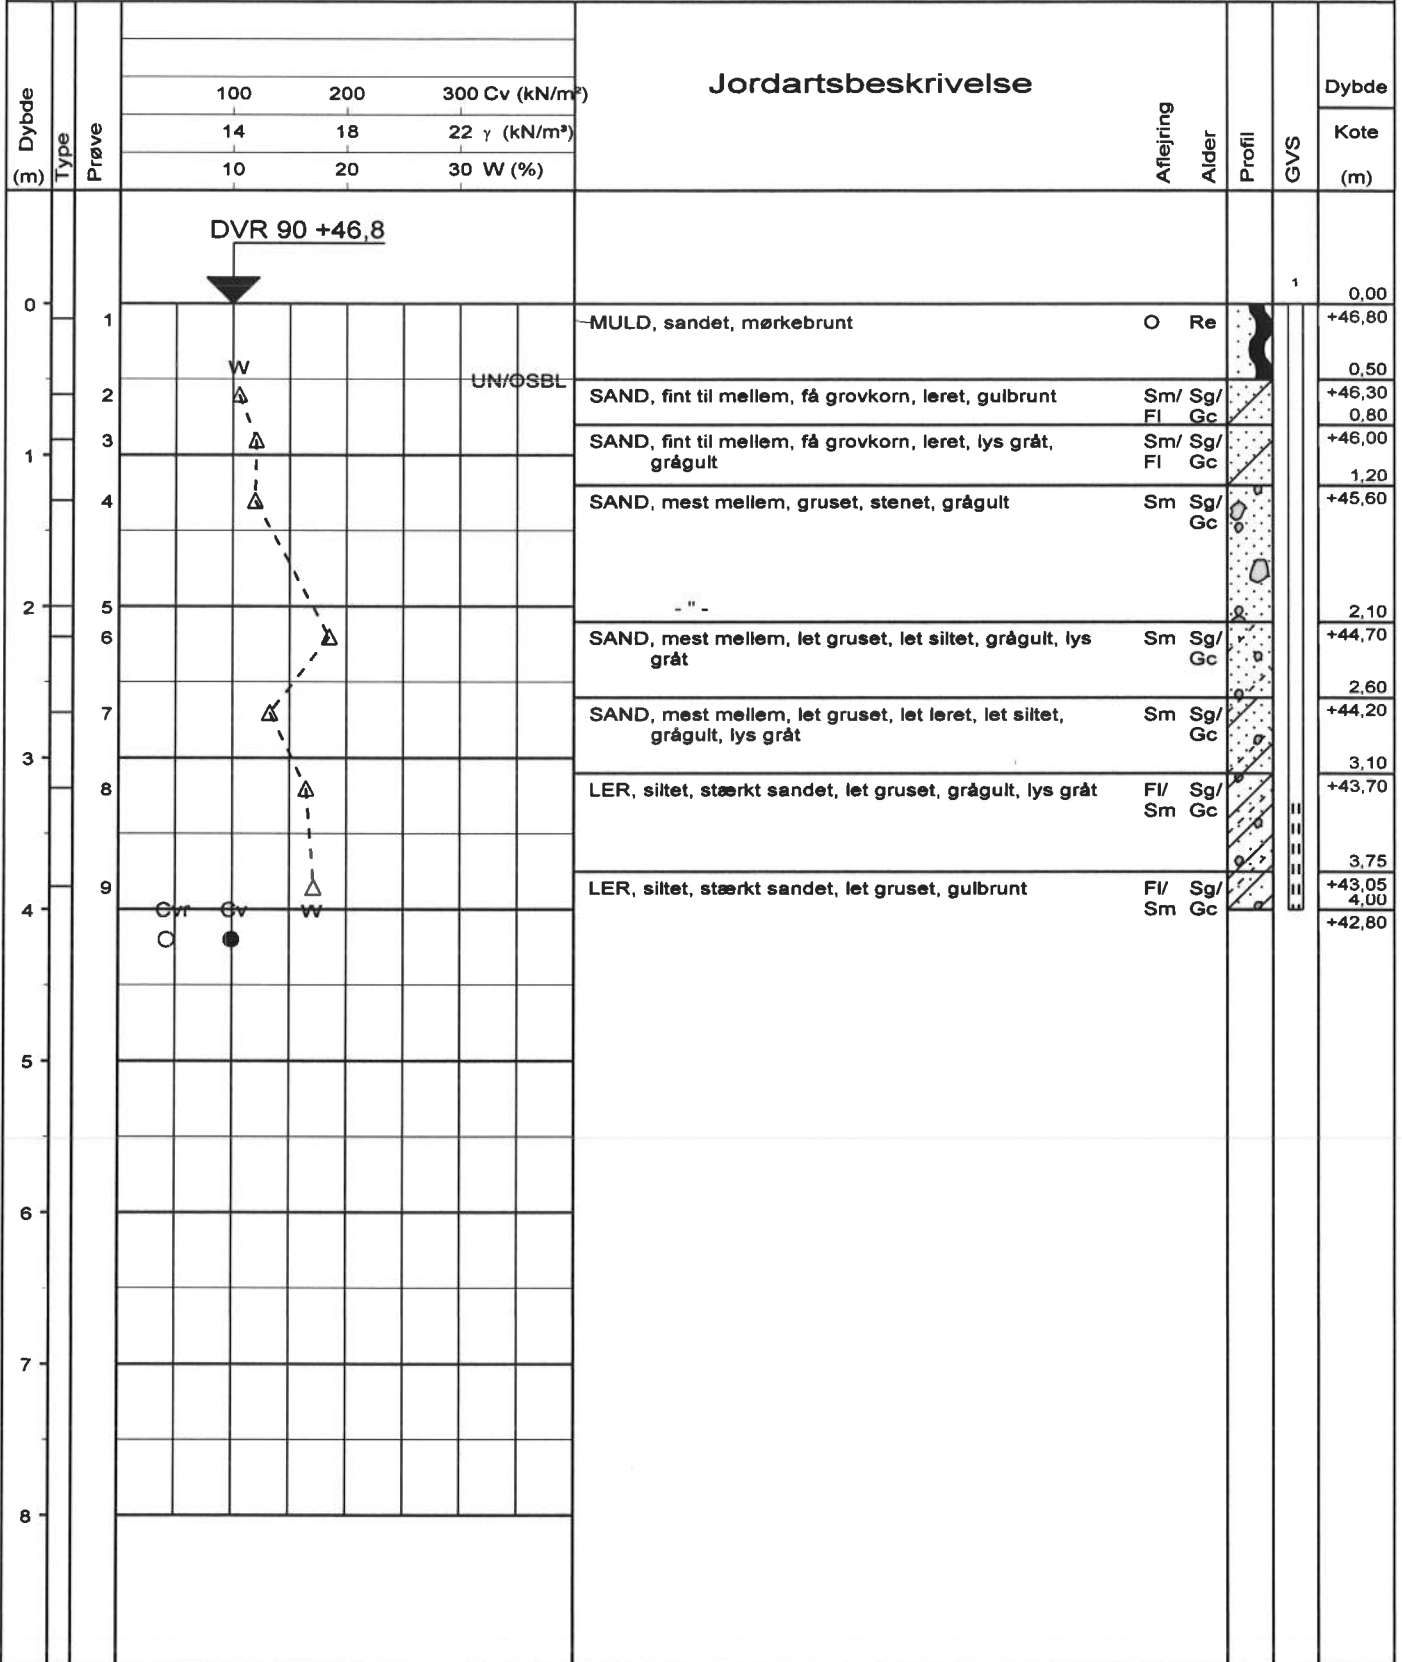 Dybde
(m)
Type
Prøve
100 200 300 Cv (kN/m²)
14 18 22 γ (kN/m³)
10 20 30 W (%)
Jordartsbeskrivelse
Aflejring
Alder
Profil
GVS
Dybde
Kote
(m)
DVR 90 +46,8
1
0 0,00
1 MULD, sandet, mørkebrunt O Re +46,80
W
0,50
UN/OSBL
2 SAND, fint til mellem, få grovkorn, leret, gulbrunt Sm/ Sg/ +46,30
Fl Gc 0,80
3 SAND, fint til mellem, få grovkorn, leret, lys gråt, Sm/ Sg/ +46,00
1 grågult Fl Gc
1,20
4 SAND, mest mellem, gruset, stenet, grågult Sm Sg/ +45,60
Gc
2 5 - " - 2,10
6 SAND, mest mellem, let gruset, let siltet, grågult, lys Sm Sg/ +44,70
gråt Gc
2,60
7 SAND, mest mellem, let gruset, let leret, let siltet, Sm Sg/ +44,20
grågult, lys gråt Gc
3 3,10
8 LER, siltet, stærkt sandet, let gruset, grågult, lys gråt Fl/ Sg/ +43,70
Sm Gc
3,75
9 LER, siltet, stærkt sandet, let gruset, gulbrunt Fl/ Sg/ +43,05
4 Cvr Cv W Sm Gc 4,00
+42,80
5
6
7
8